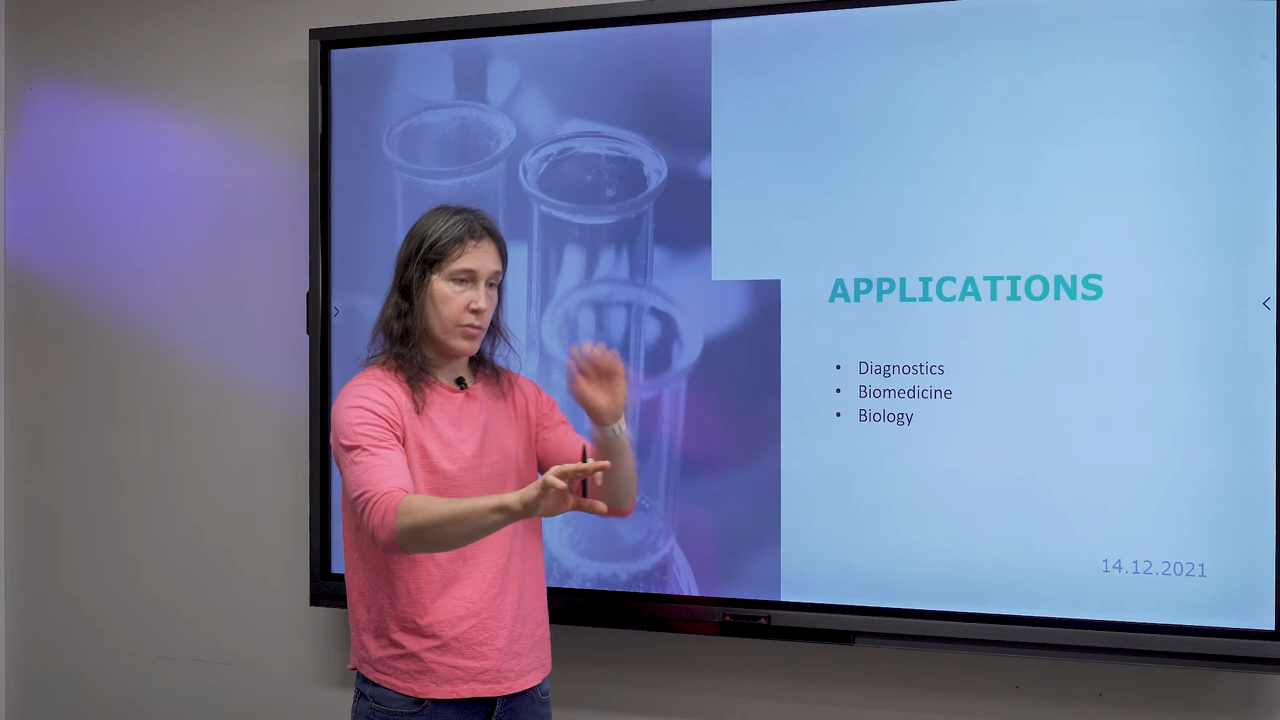 APPLICATIONS
• Diagnostics
• Biomedicine
• Biology
14.12.2021